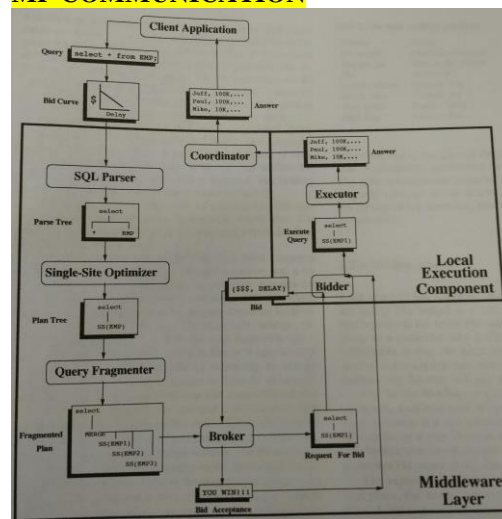 MI COMMUNICATION
Client Application
Query
select * from EMP;
Bid Curve
$
Delay
Jeff, 100K,...
Paul, 100K,...
Mike, 10K,...
Answer
Coordinator
Jeff, 100K,...
Paul, 100K,...
Mike, 10K,...
Answer
SQL Parser
Executor
Parse Tree
select
* EMP
Execute
Query
select
SS(EMP1)
Single-Site Optimizer
Local
Execution
Component
($$$, DELAY)
Bid
Bidder
Plan Tree
select
SS(EMP)
Query Fragmenter
Fragmented
Plan
select
MERGE
SS(EMP1)
SS(EMP2)
SS(EMP3)
Broker
select
SS(EMP1)
Request For Bid
YOU WIN!!!
Bid Acceptance
Middleware
Layer